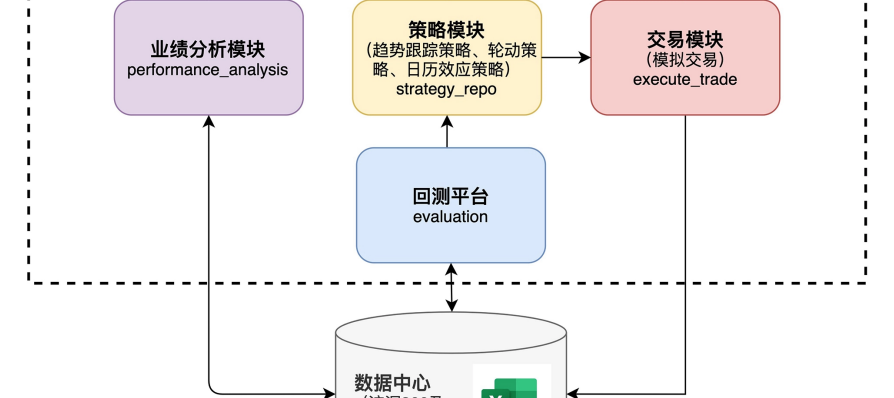 业绩分析模块
performance_analysis
策略模块
（趋势跟踪策略、轮动策
略、日历效应策略）
strategy_repo
交易模块
（模拟交易）
execute_trade
回测平台
evaluation
数据中心
X